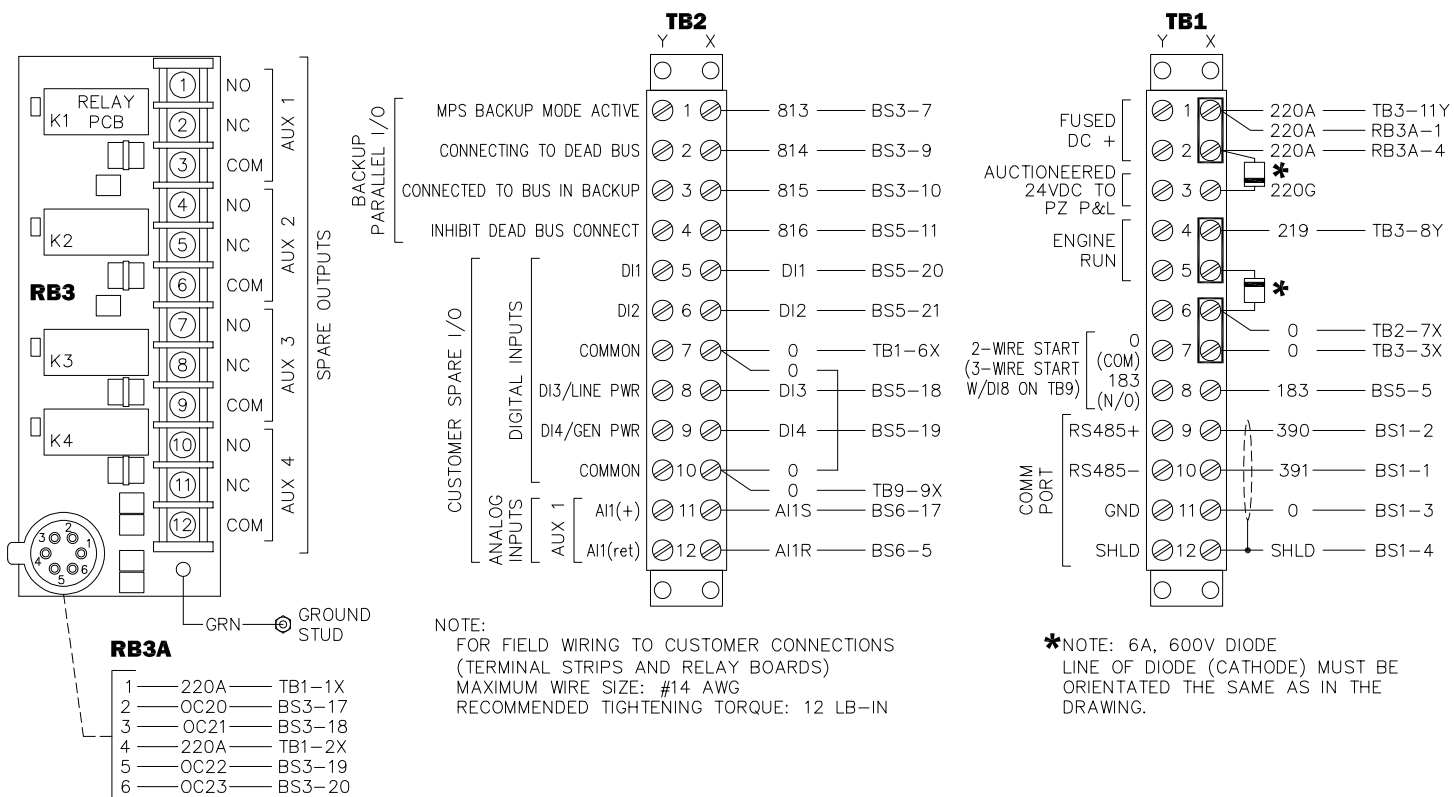 RELAY
PCB
K1
K2
K3
K4
RB3
1 NO
2 NC
3 COM
AUX 1
4 NO
5 NC
6 COM
AUX 2
7 NO
8 NC
9 COM
AUX 3
10 NO
11 NC
12 COM
AUX 4
SPARE OUTPUTS
3 2
4 1
5 6
GRN
GROUND
STUD
RB3A
1 220A TB1-1X
2 OC20 BS3-17
3 OC21 BS3-18
4 220A TB1-2X
5 OC22 BS3-19
6 OC23 BS3-20
TB2
Y X
BACKUP
PARALLEL I/O
MPS BACKUP MODE ACTIVE 1 813 BS3-7
CONNECTING TO DEAD BUS 2 814 BS3-9
CONNECTED TO BUS IN BACKUP 3 815 BS3-10
INHIBIT DEAD BUS CONNECT 4 816 BS5-11
CUSTOMER SPARE I/O
DIGITAL INPUTS
DI1 5 DI1 BS5-20
DI2 6 DI2 BS5-21
COMMON 7 0 TB1-6X
0
DI3/LINE PWR 8 DI3 BS5-18
DI4/GEN PWR 9 DI4 BS5-19
COMMON 10 0
0 TB9-9X
ANALOG
INPUTS
AUX 1
AI1(+) 11 AI1S BS6-17
AI1(ret) 12 AI1R BS6-5
NOTE:
FOR FIELD WIRING TO CUSTOMER CONNECTIONS
(TERMINAL STRIPS AND RELAY BOARDS)
MAXIMUM WIRE SIZE: #14 AWG
RECOMMENDED TIGHTENING TORQUE: 12 LB-IN
TB1
Y X
FUSED
DC +
1 220A TB3-11Y
220A RB3A-1
2 220A RB3A-4
*
AUCTIONEERED
24VDC TO
PZ P&L
3 220G
ENGINE
RUN
4 219 TB3-8Y
5
*
6
0 TB2-7X
2-WIRE START
(3-WIRE START
W/DI8 ON TB9)
0
(COM)
183
(N/O)
7 0 TB3-3X
8 183 BS5-5
COMM
PORT
RS485+ 9 390 BS1-2
RS485- 10 391 BS1-1
GND 11 0 BS1-3
SHLD 12 SHLD BS1-4
*NOTE: 6A, 600V DIODE
LINE OF DIODE (CATHODE) MUST BE
ORIENTATED THE SAME AS IN THE
DRAWING.